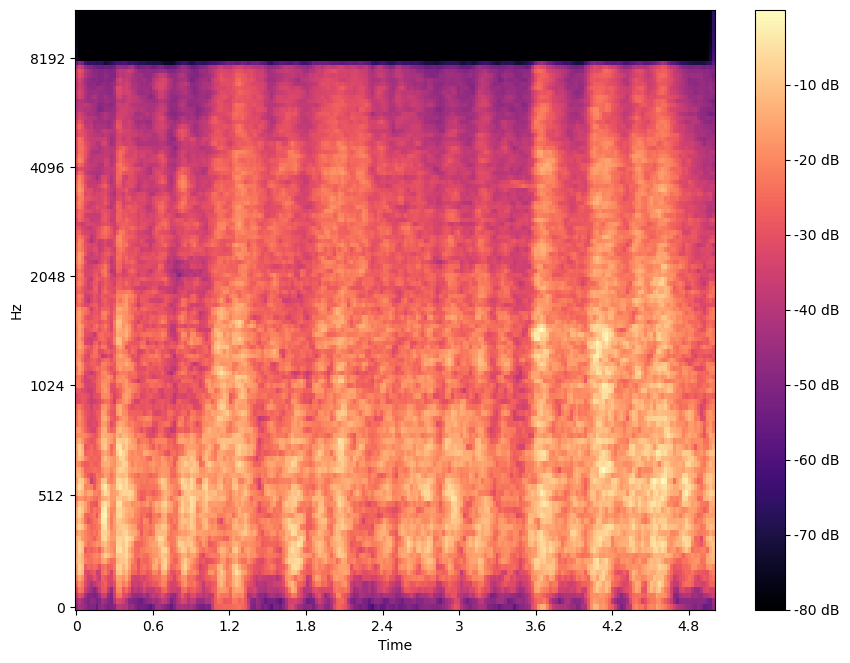 8192
4096
2048
1024
512
0
Hz
0 0.6 1.2 1.8 2.4 3 3.6 4.2 4.8
Time
-10 dB
-20 dB
-30 dB
-40 dB
-50 dB
-60 dB
-70 dB
-80 dB